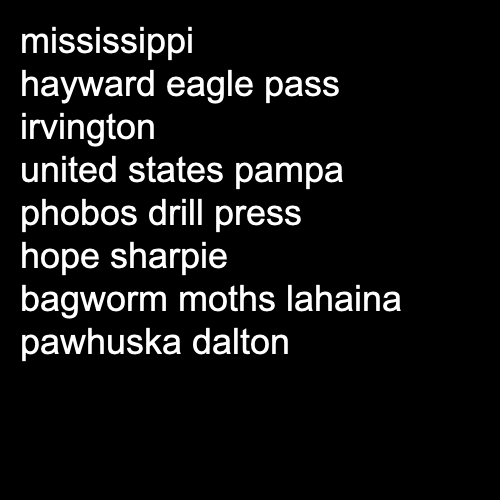 mississippi
hayward eagle pass
irvington
united states pampa
phobos drill press
hope sharpie
bagworm moths lahaina
pawhuska dalton